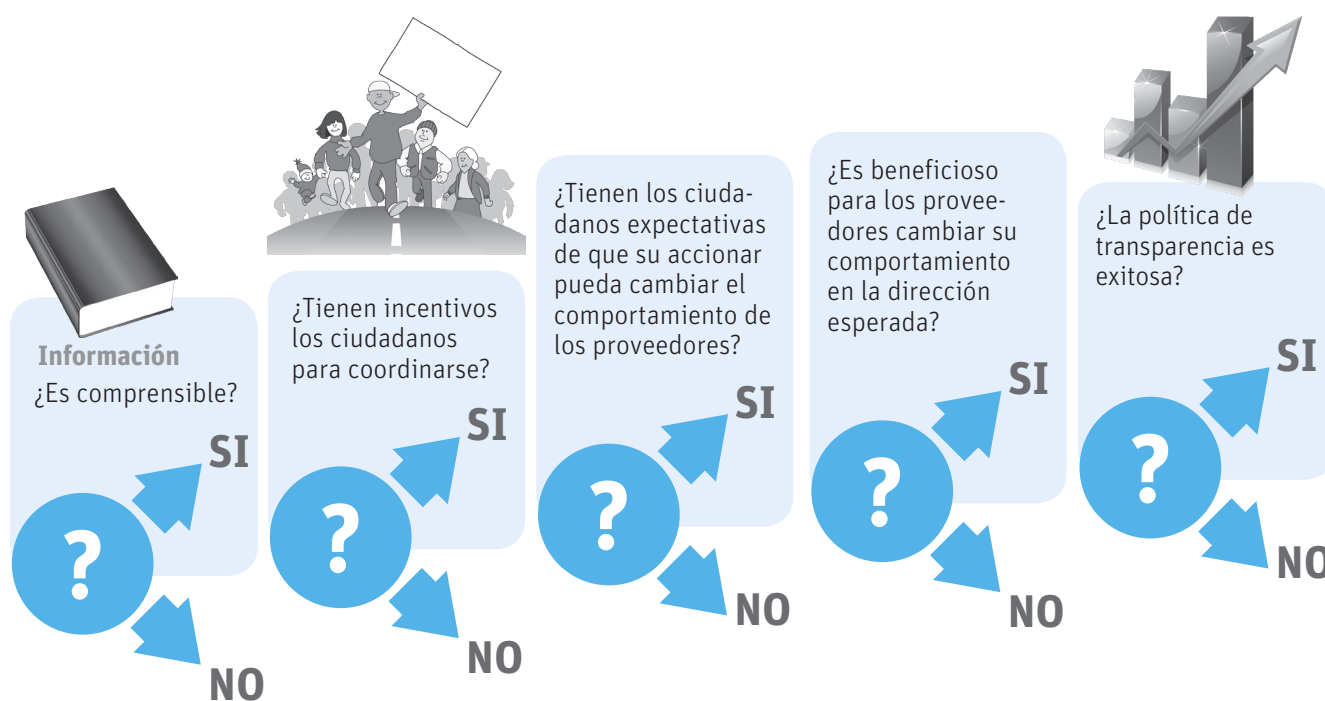 Información
¿Es comprensible?
SI
?
NO
¿Tienen incentivos
los ciudadanos
para coordinarse?
SI
?
NO
¿Tienen los ciuda-
danos expectativas
de que su accionar
pueda cambiar el
comportamiento de
los proveedores?
SI
?
NO
¿Es beneficioso
para los provee-
dores cambiar su
comportamiento
en la dirección
esperada?
SI
?
NO
¿La política de
transparencia es
exitosa?
SI
?
NO